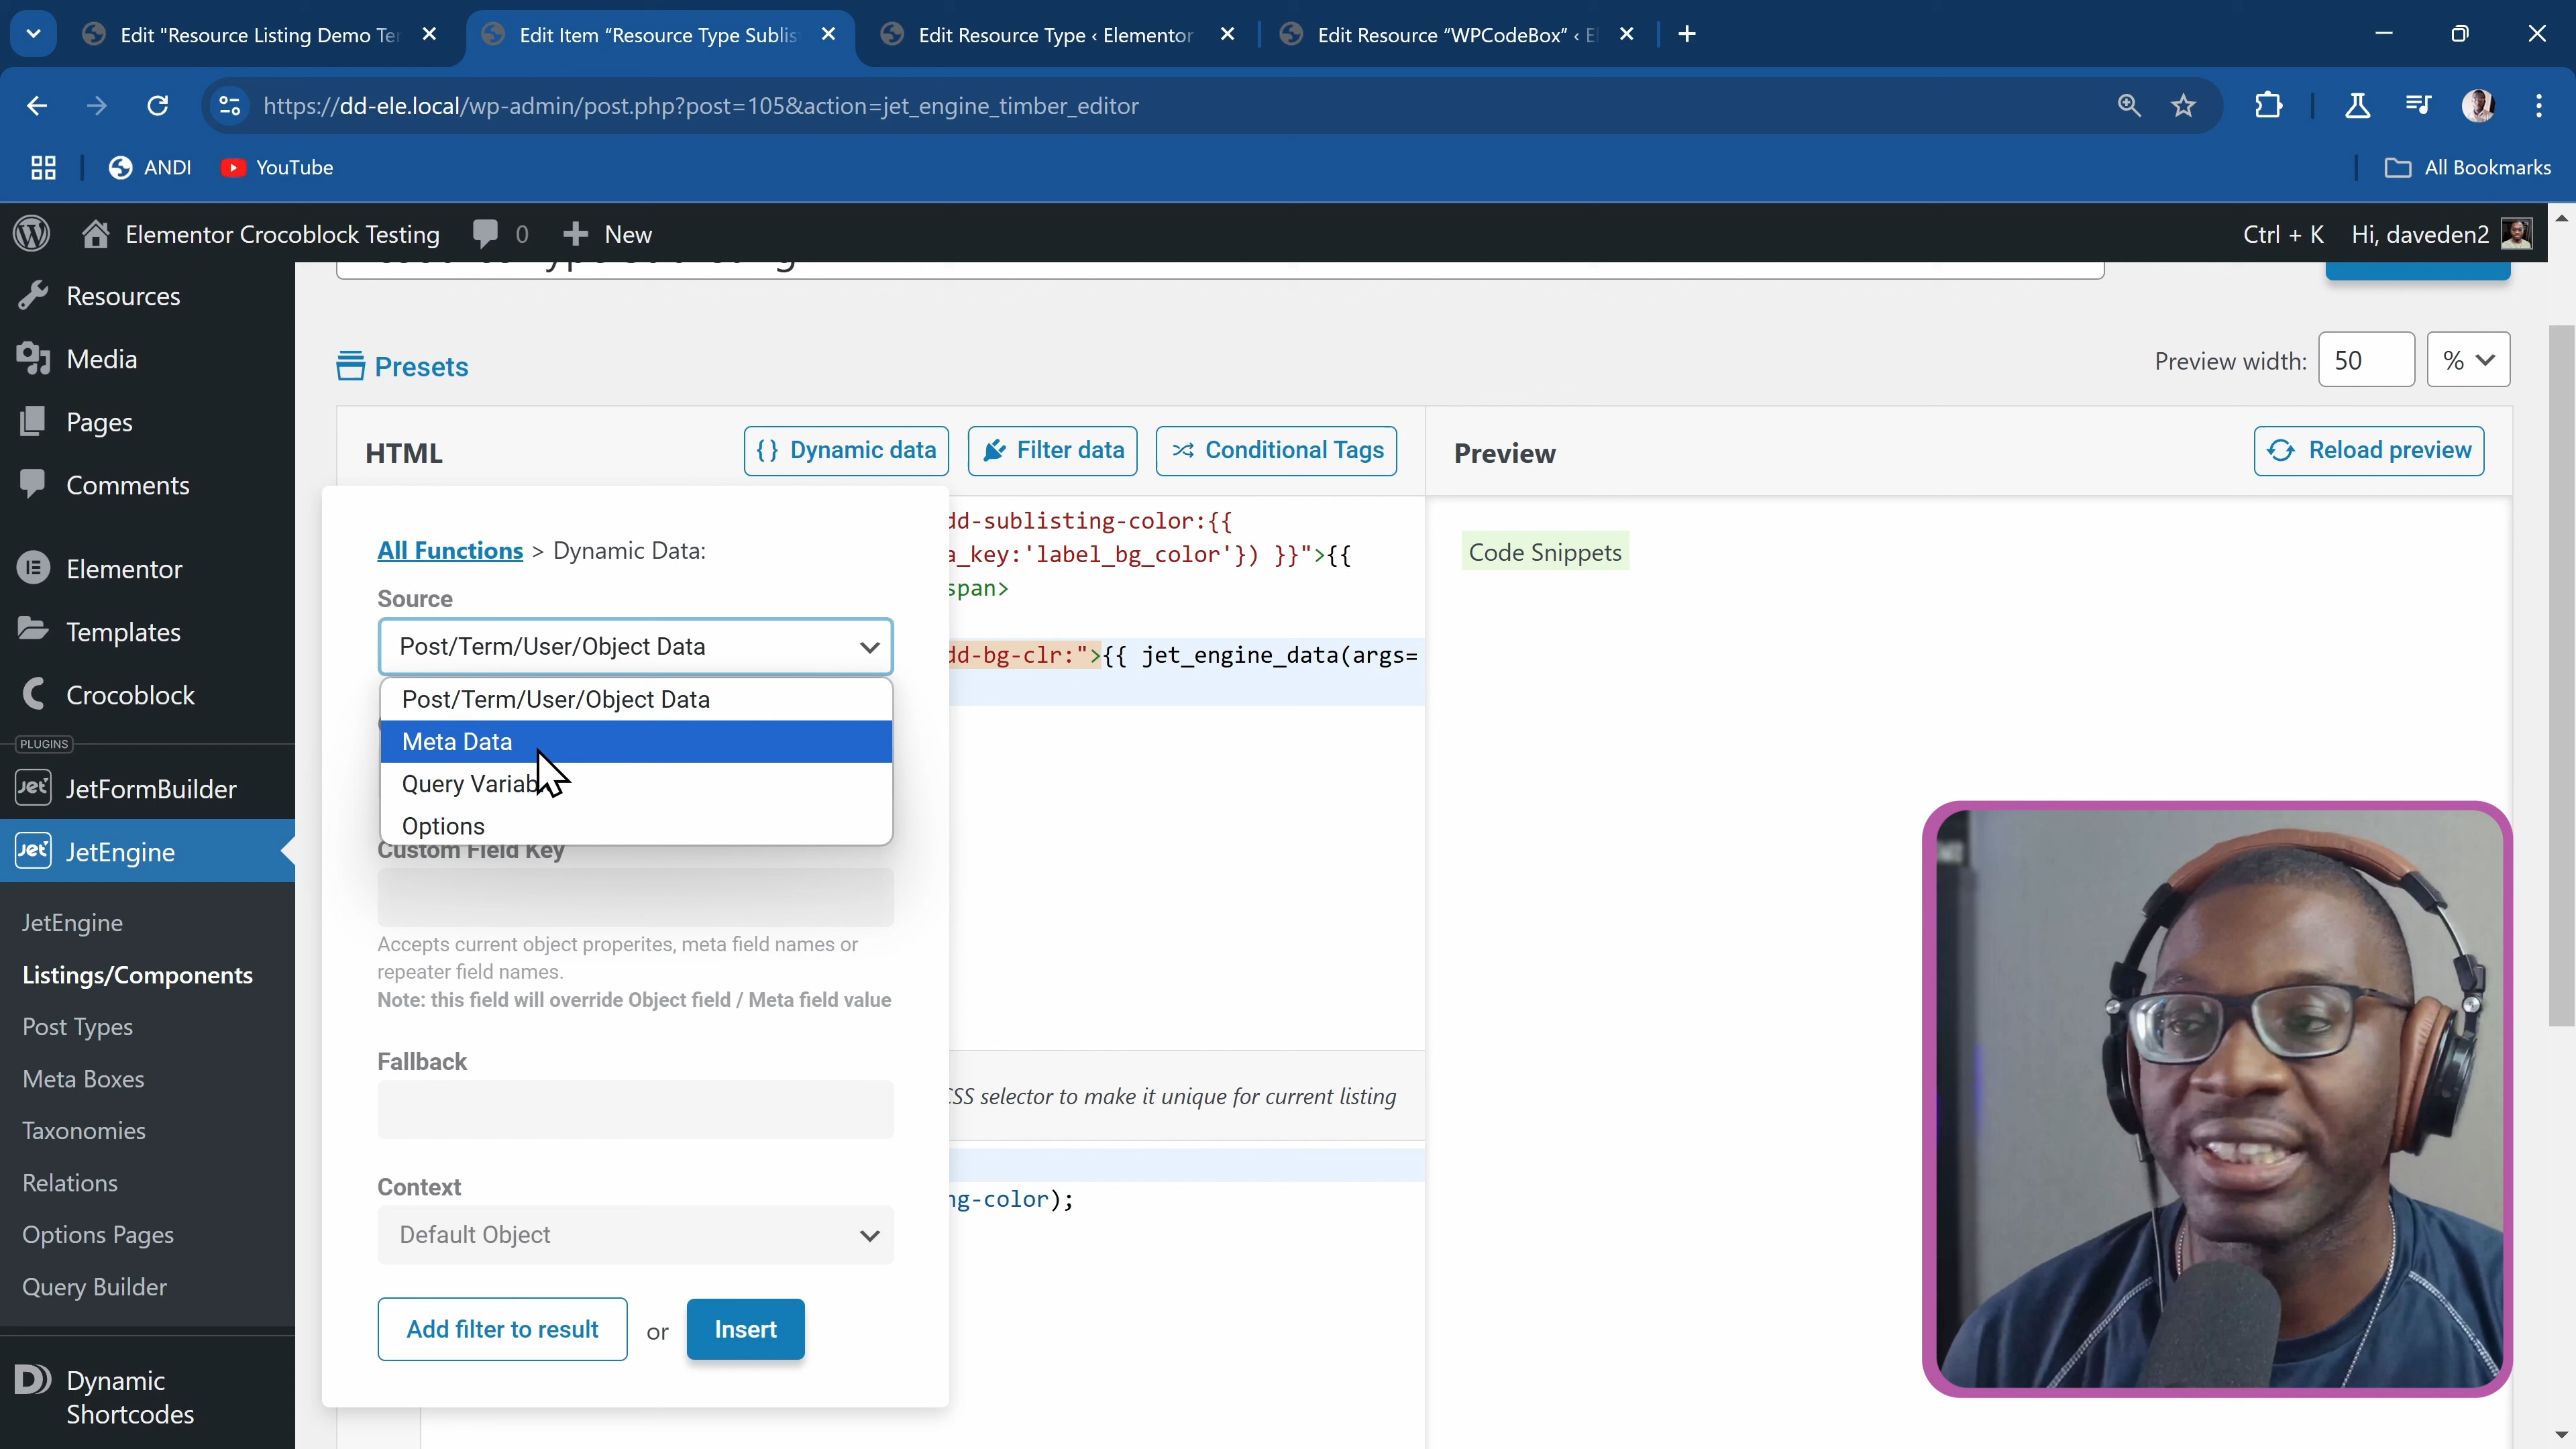 Edit "Resource Listing Demo Ter
Edit Item “Resource Type Sublis
Edit Resource Type ‹ Elementor
Edit Resource “WPCodeBox” ‹ El
https://dd-ele.local/wp-admin/post.php?post=105&action=jet_engine_timber_editor
ANDI
YouTube
All Bookmarks
Elementor Crocoblock Testing
0
New
Ctrl + K
Hi, daveden2
Resources
Media
Pages
Comments
Elementor
Templates
Crocoblock
PLUGINS
JetFormBuilder
JetEngine
JetEngine
Listings/Components
Post Types
Meta Boxes
Taxonomies
Relations
Options Pages
Query Builder
Dynamic
Shortcodes
Presets
Preview width:
50
%
HTML
{} Dynamic data
Filter data
Conditional Tags
Preview
Reload preview
All Functions > Dynamic Data:
Source
Post/Term/User/Object Data
Post/Term/User/Object Data
Meta Data
Query Variab
Options
Custom Field Key
Accepts current object properites, meta field names or
repeater field names.
Note: this field will override Object field / Meta field value
Fallback
Context
Default Object
Add filter to result
or
Insert
dd-sublisting-color:{{
a_key:'label_bg_color'}) }}">{{
span>
dd-bg-clr:">{{ jet_engine_data(args=
CSS selector to make it unique for current listing
ng-color);
Code Snippets